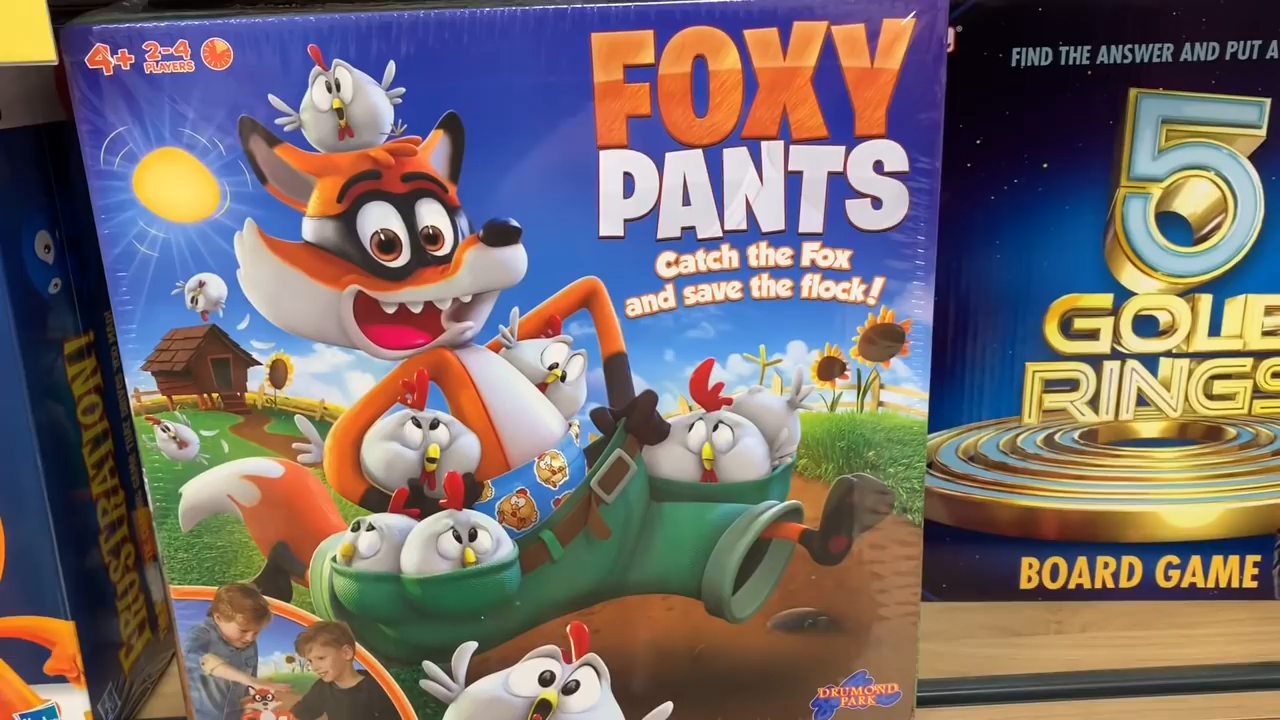 4+
2-4
PLAYERS
FOXY
PANTS
Catch the Fox
and save the flock!
DRUMOND
PARK
FIND THE ANSWER AND PUT A
5
GOLD
RINGS
BOARD GAME
FRUSTRATION!